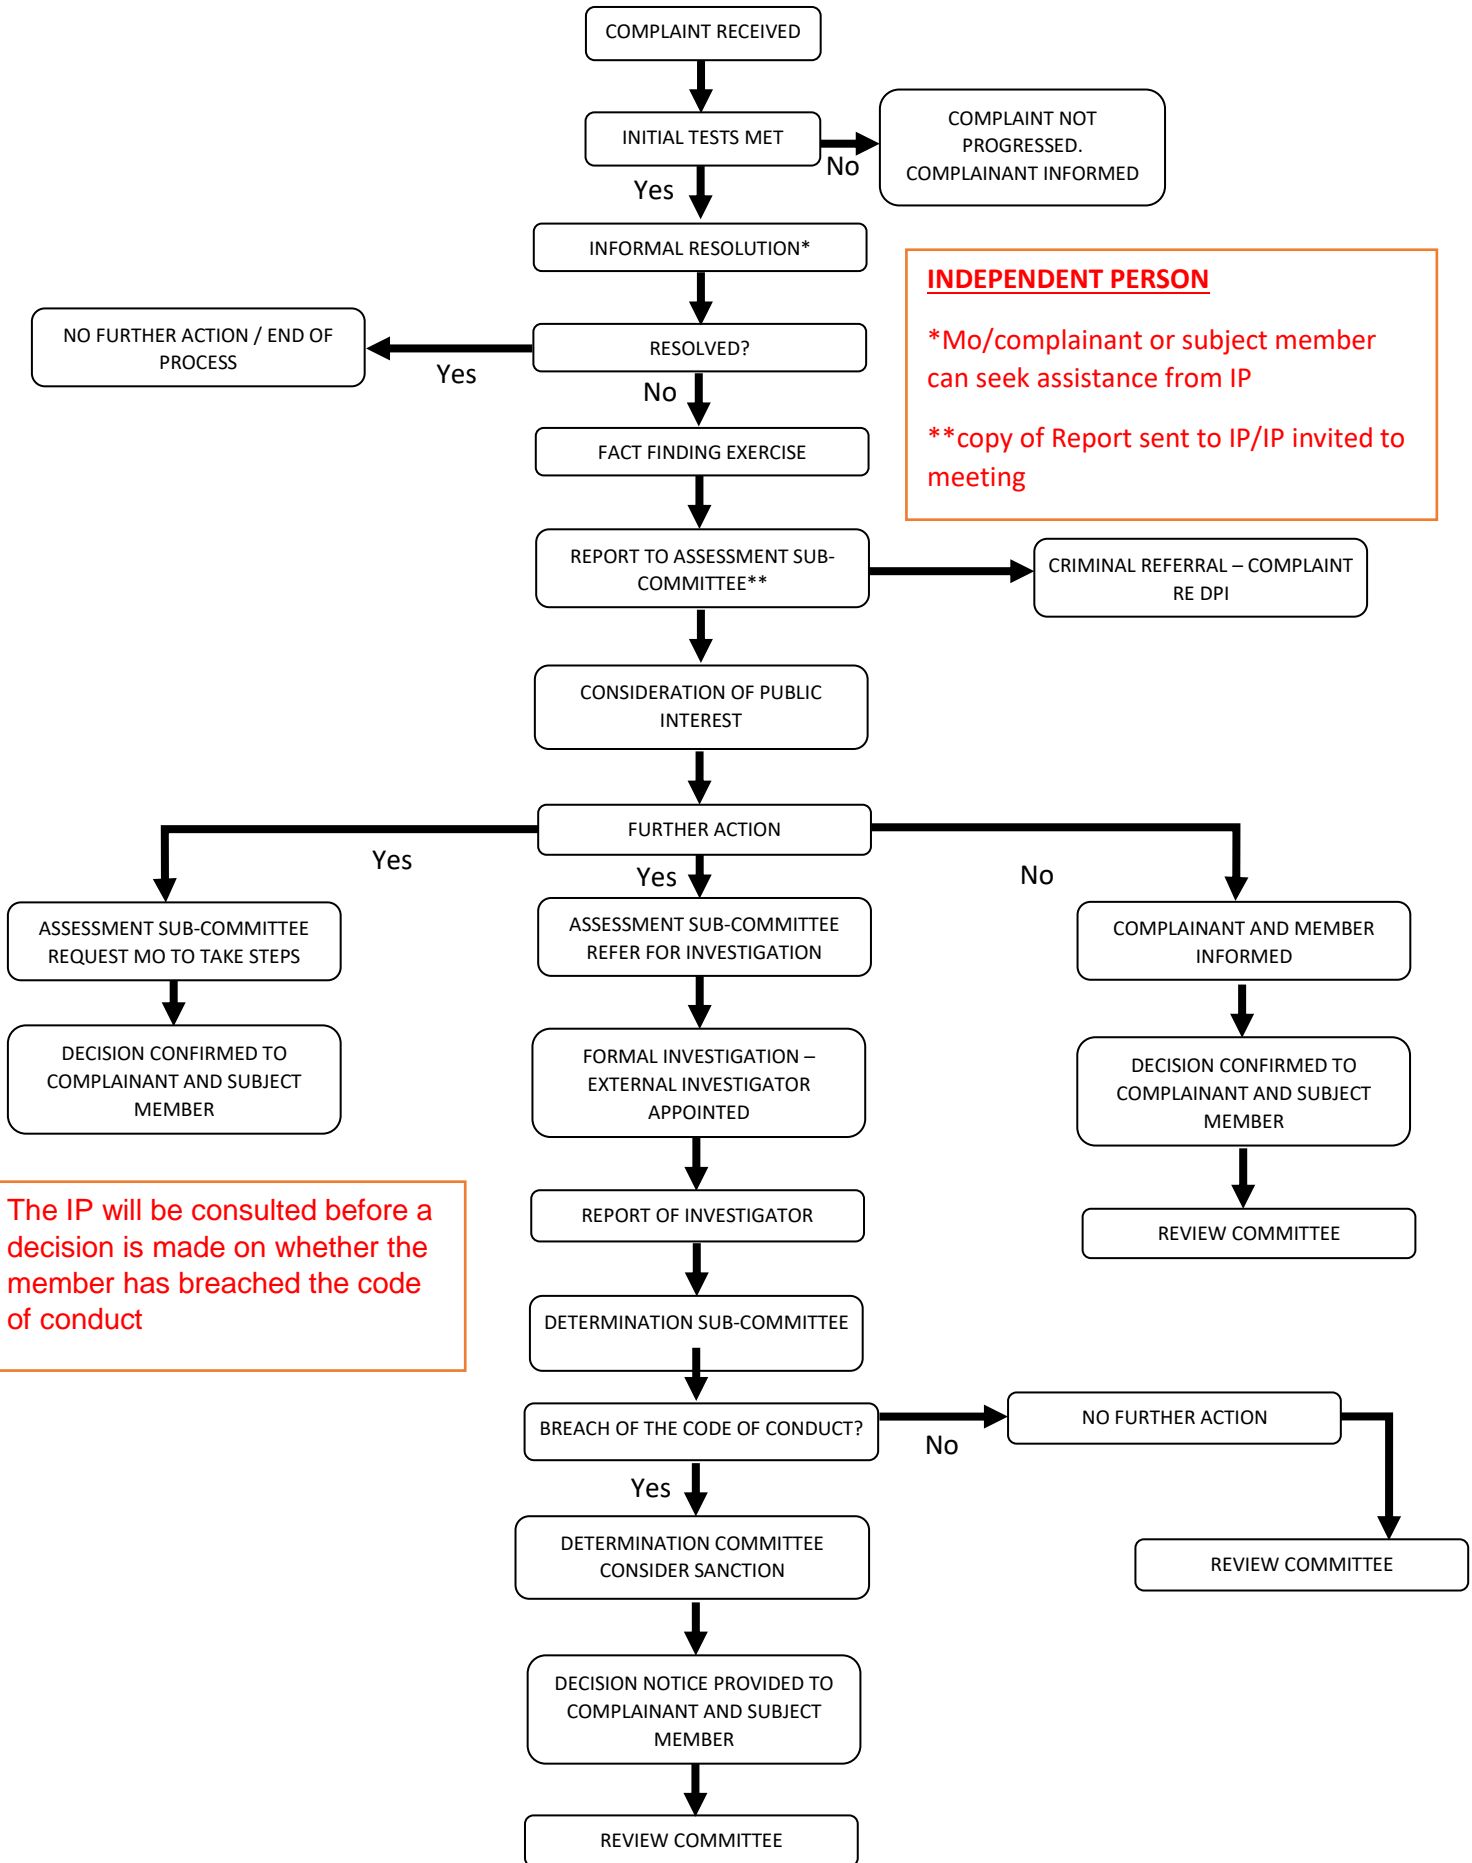 COMPLAINT RECEIVED
INITIAL TESTS MET
No
COMPLAINT NOT
PROGRESSED.
COMPLAINANT INFORMED
Yes
INFORMAL RESOLUTION*
INDEPENDENT PERSON
*Mo/complainant or subject member
can seek assistance from IP
**copy of Report sent to IP/IP invited to
meeting
RESOLVED?
Yes
NO FURTHER ACTION / END OF
PROCESS
No
FACT FINDING EXERCISE
REPORT TO ASSESSMENT SUB-
COMMITTEE**
CRIMINAL REFERRAL – COMPLAINT
RE DPI
CONSIDERATION OF PUBLIC
INTEREST
FURTHER ACTION
Yes
Yes
No
ASSESSMENT SUB-COMMITTEE
REQUEST MO TO TAKE STEPS
ASSESSMENT SUB-COMMITTEE
REFER FOR INVESTIGATION
COMPLAINANT AND MEMBER
INFORMED
DECISION CONFIRMED TO
COMPLAINANT AND SUBJECT
MEMBER
FORMAL INVESTIGATION –
EXTERNAL INVESTIGATOR
APPOINTED
DECISION CONFIRMED TO
COMPLAINANT AND SUBJECT
MEMBER
The IP will be consulted before a
decision is made on whether the
member has breached the code
of conduct
REPORT OF INVESTIGATOR
REVIEW COMMITTEE
DETERMINATION SUB-COMMITTEE
BREACH OF THE CODE OF CONDUCT?
No
NO FURTHER ACTION
Yes
DETERMINATION COMMITTEE
CONSIDER SANCTION
REVIEW COMMITTEE
DECISION NOTICE PROVIDED TO
COMPLAINANT AND SUBJECT
MEMBER
REVIEW COMMITTEE